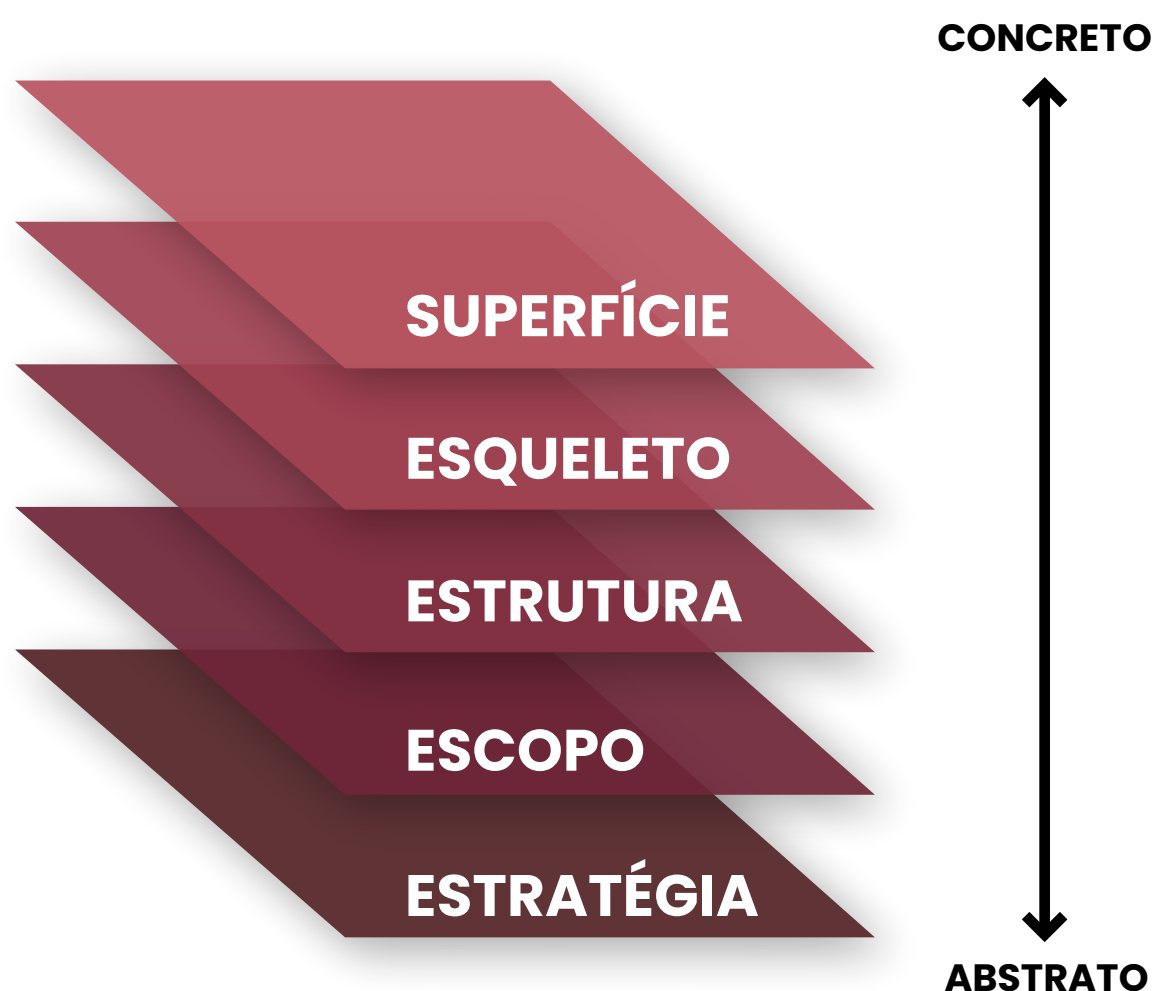 CONCRETO
SUPERFÍCIE
ESQUELETO
ESTRUTURA
ESCOPO
ESTRATÉGIA
ABSTRATO